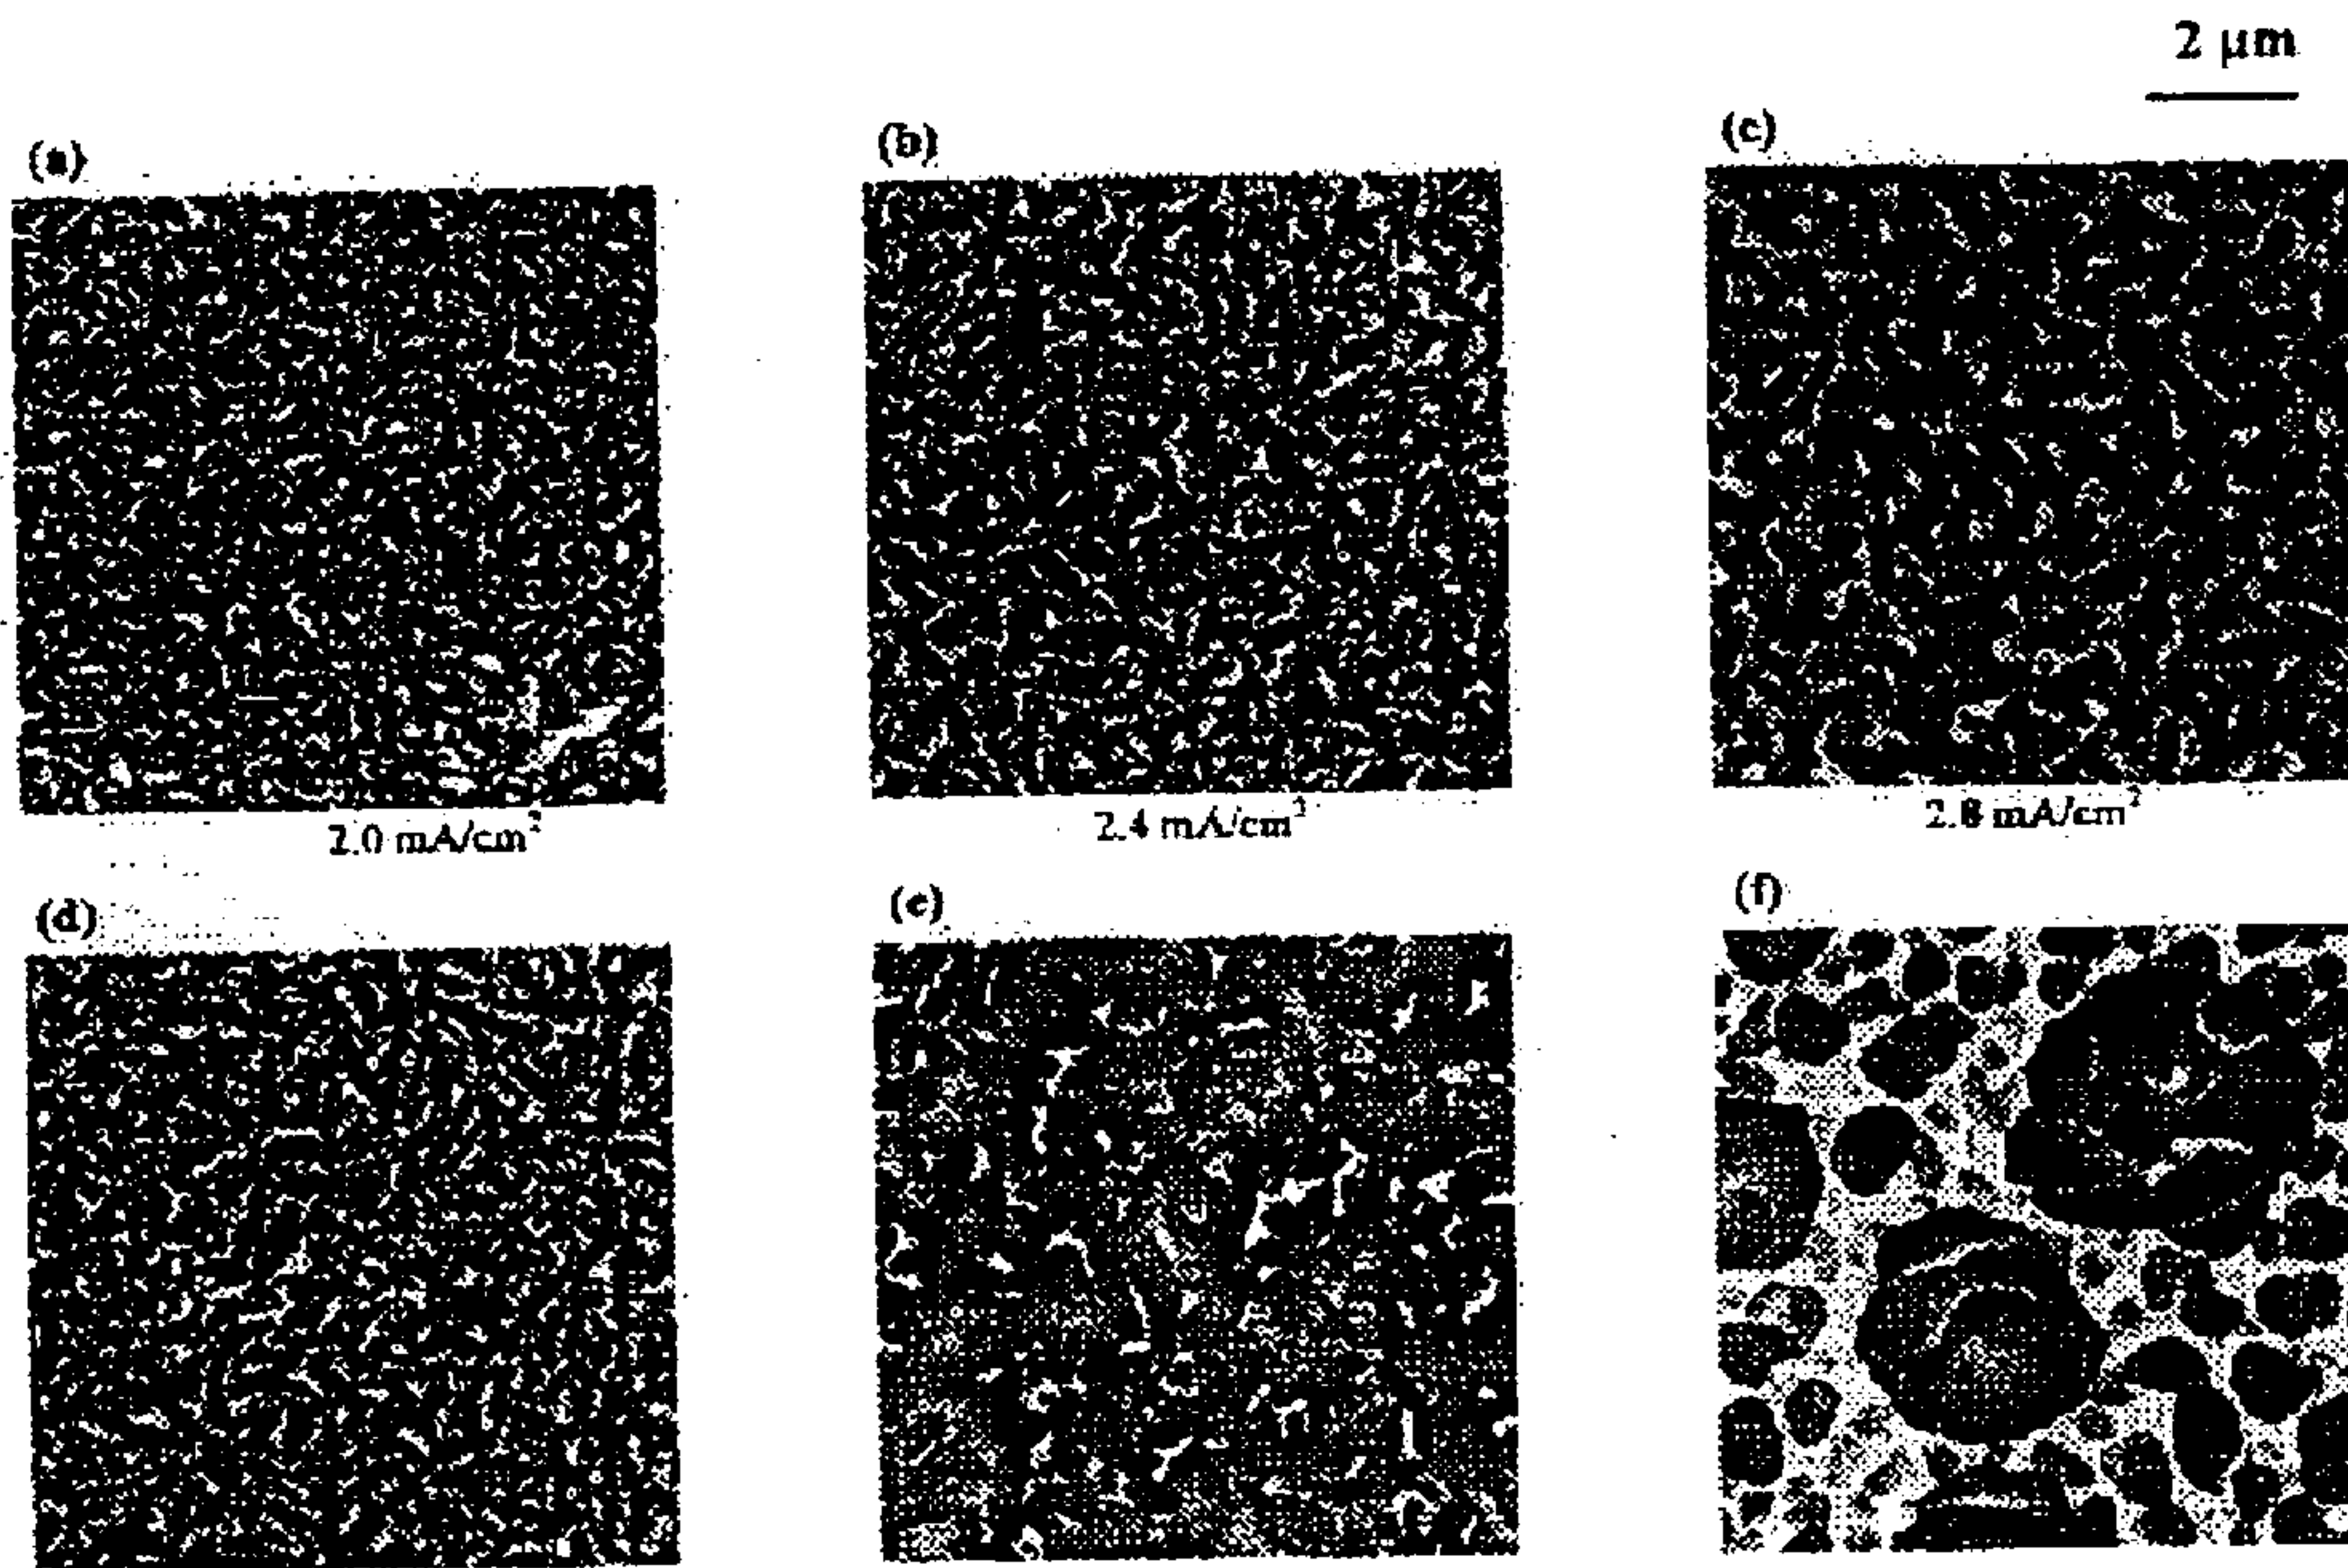 2 μm
(a)
(b)
(c)
2.0 mA/cm²
2.4 mA/cm²
2.8 mA/cm²
(d)
(e)
(f)